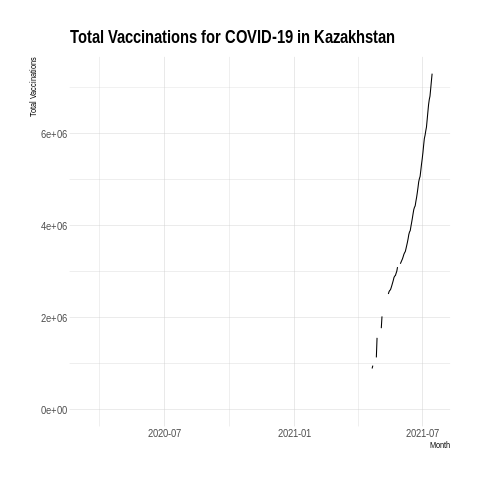 Total Vaccinations for COVID-19 in Kazakhstan
Total Vaccinations
6e+06
4e+06
2e+06
0e+00
2020-07
2021-01
2021-07
Month